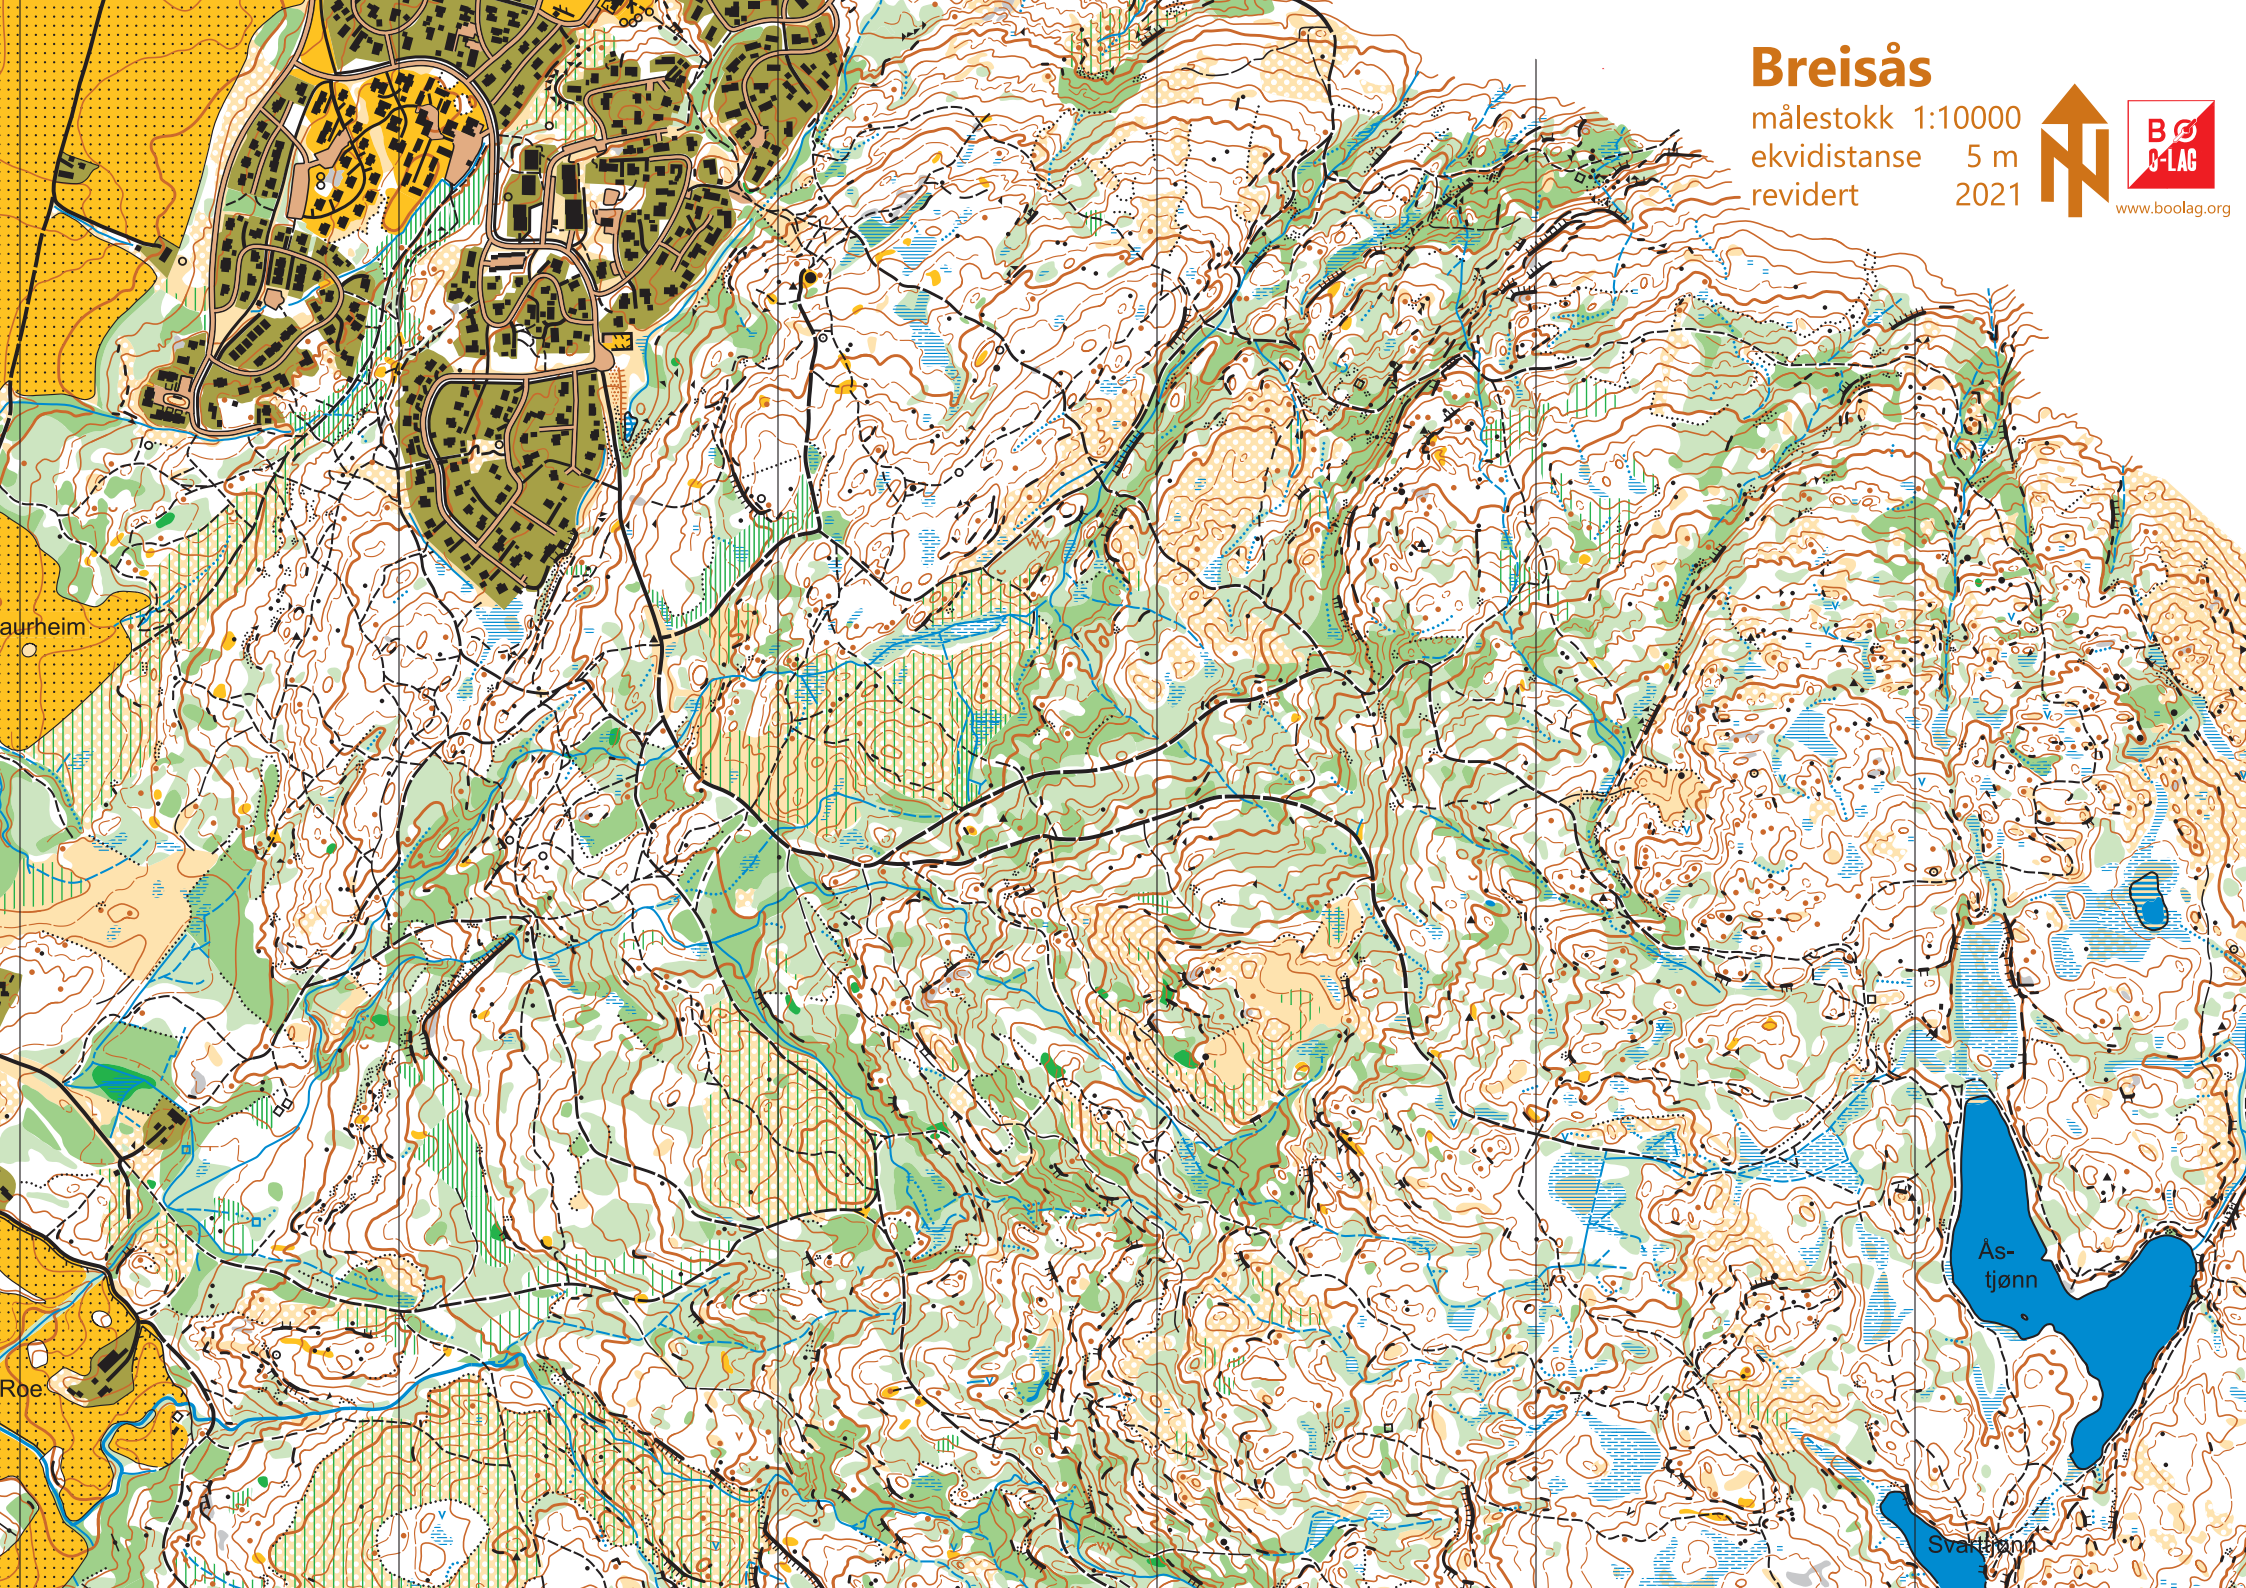 Breisås
målestokk 1:10000
ekvidistanse 5 m
revidert 2021
N
BØ
O-LAG
www.boolag.org
aurheim
Ås-
tjønn
Roe
Svarttjønn